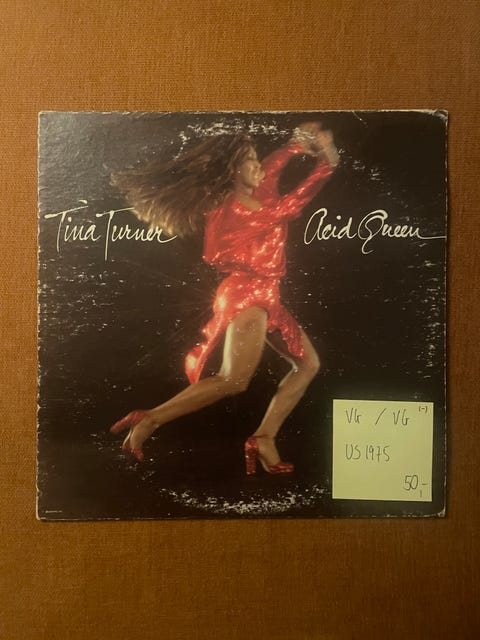 Tina Turner
Acid Queen
VG / VG (-)
US 1975
50,-